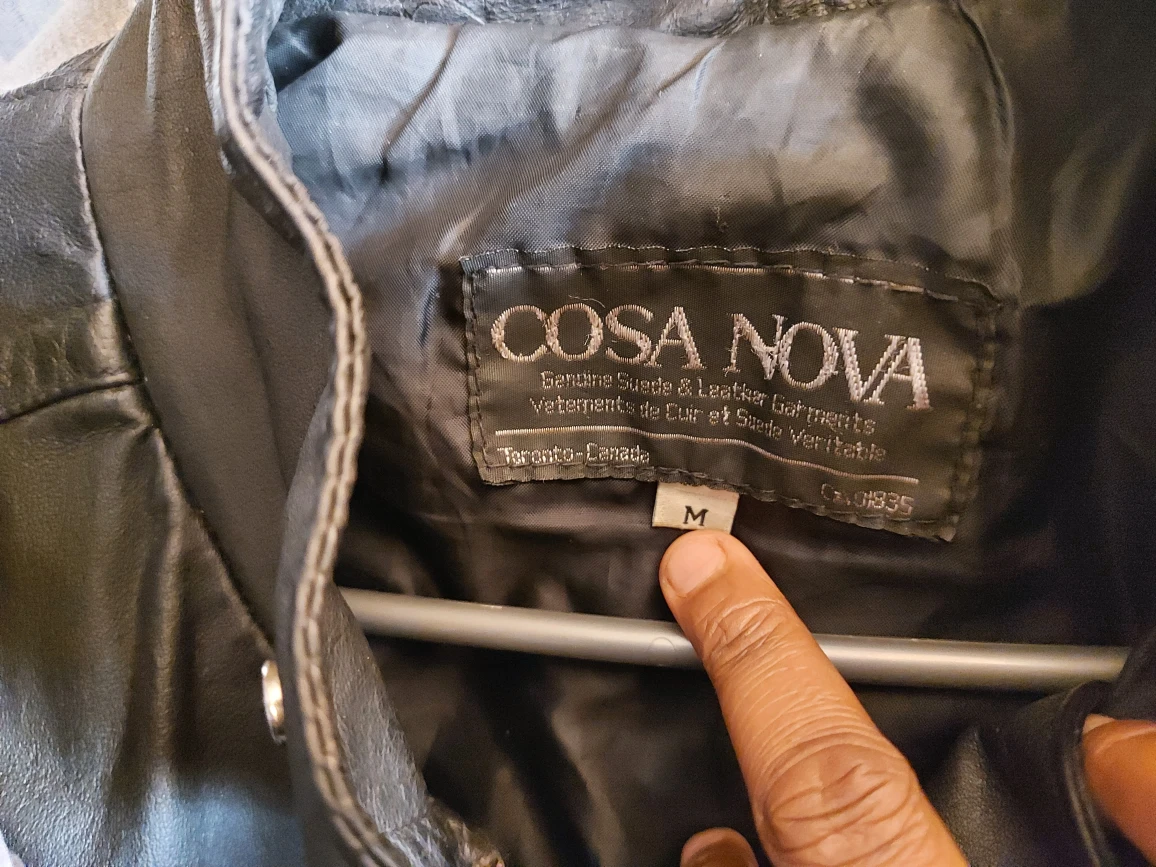 COSA NOVA
Genuine Suede & Leather Garments
Vetements de Cuir et Suede Veritable
Toronto-Canada
CA 01835
M